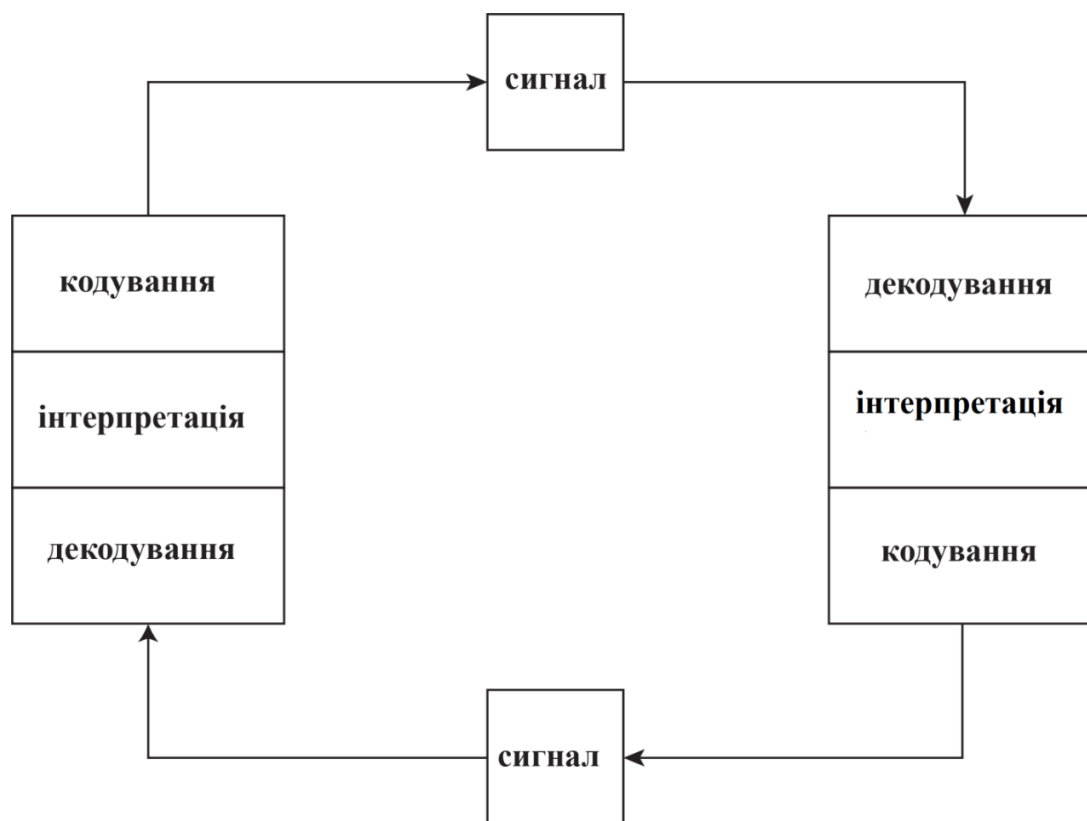 сигнал
кодування
декодування
інтерпретація
інтерпретація
декодування
кодування
сигнал